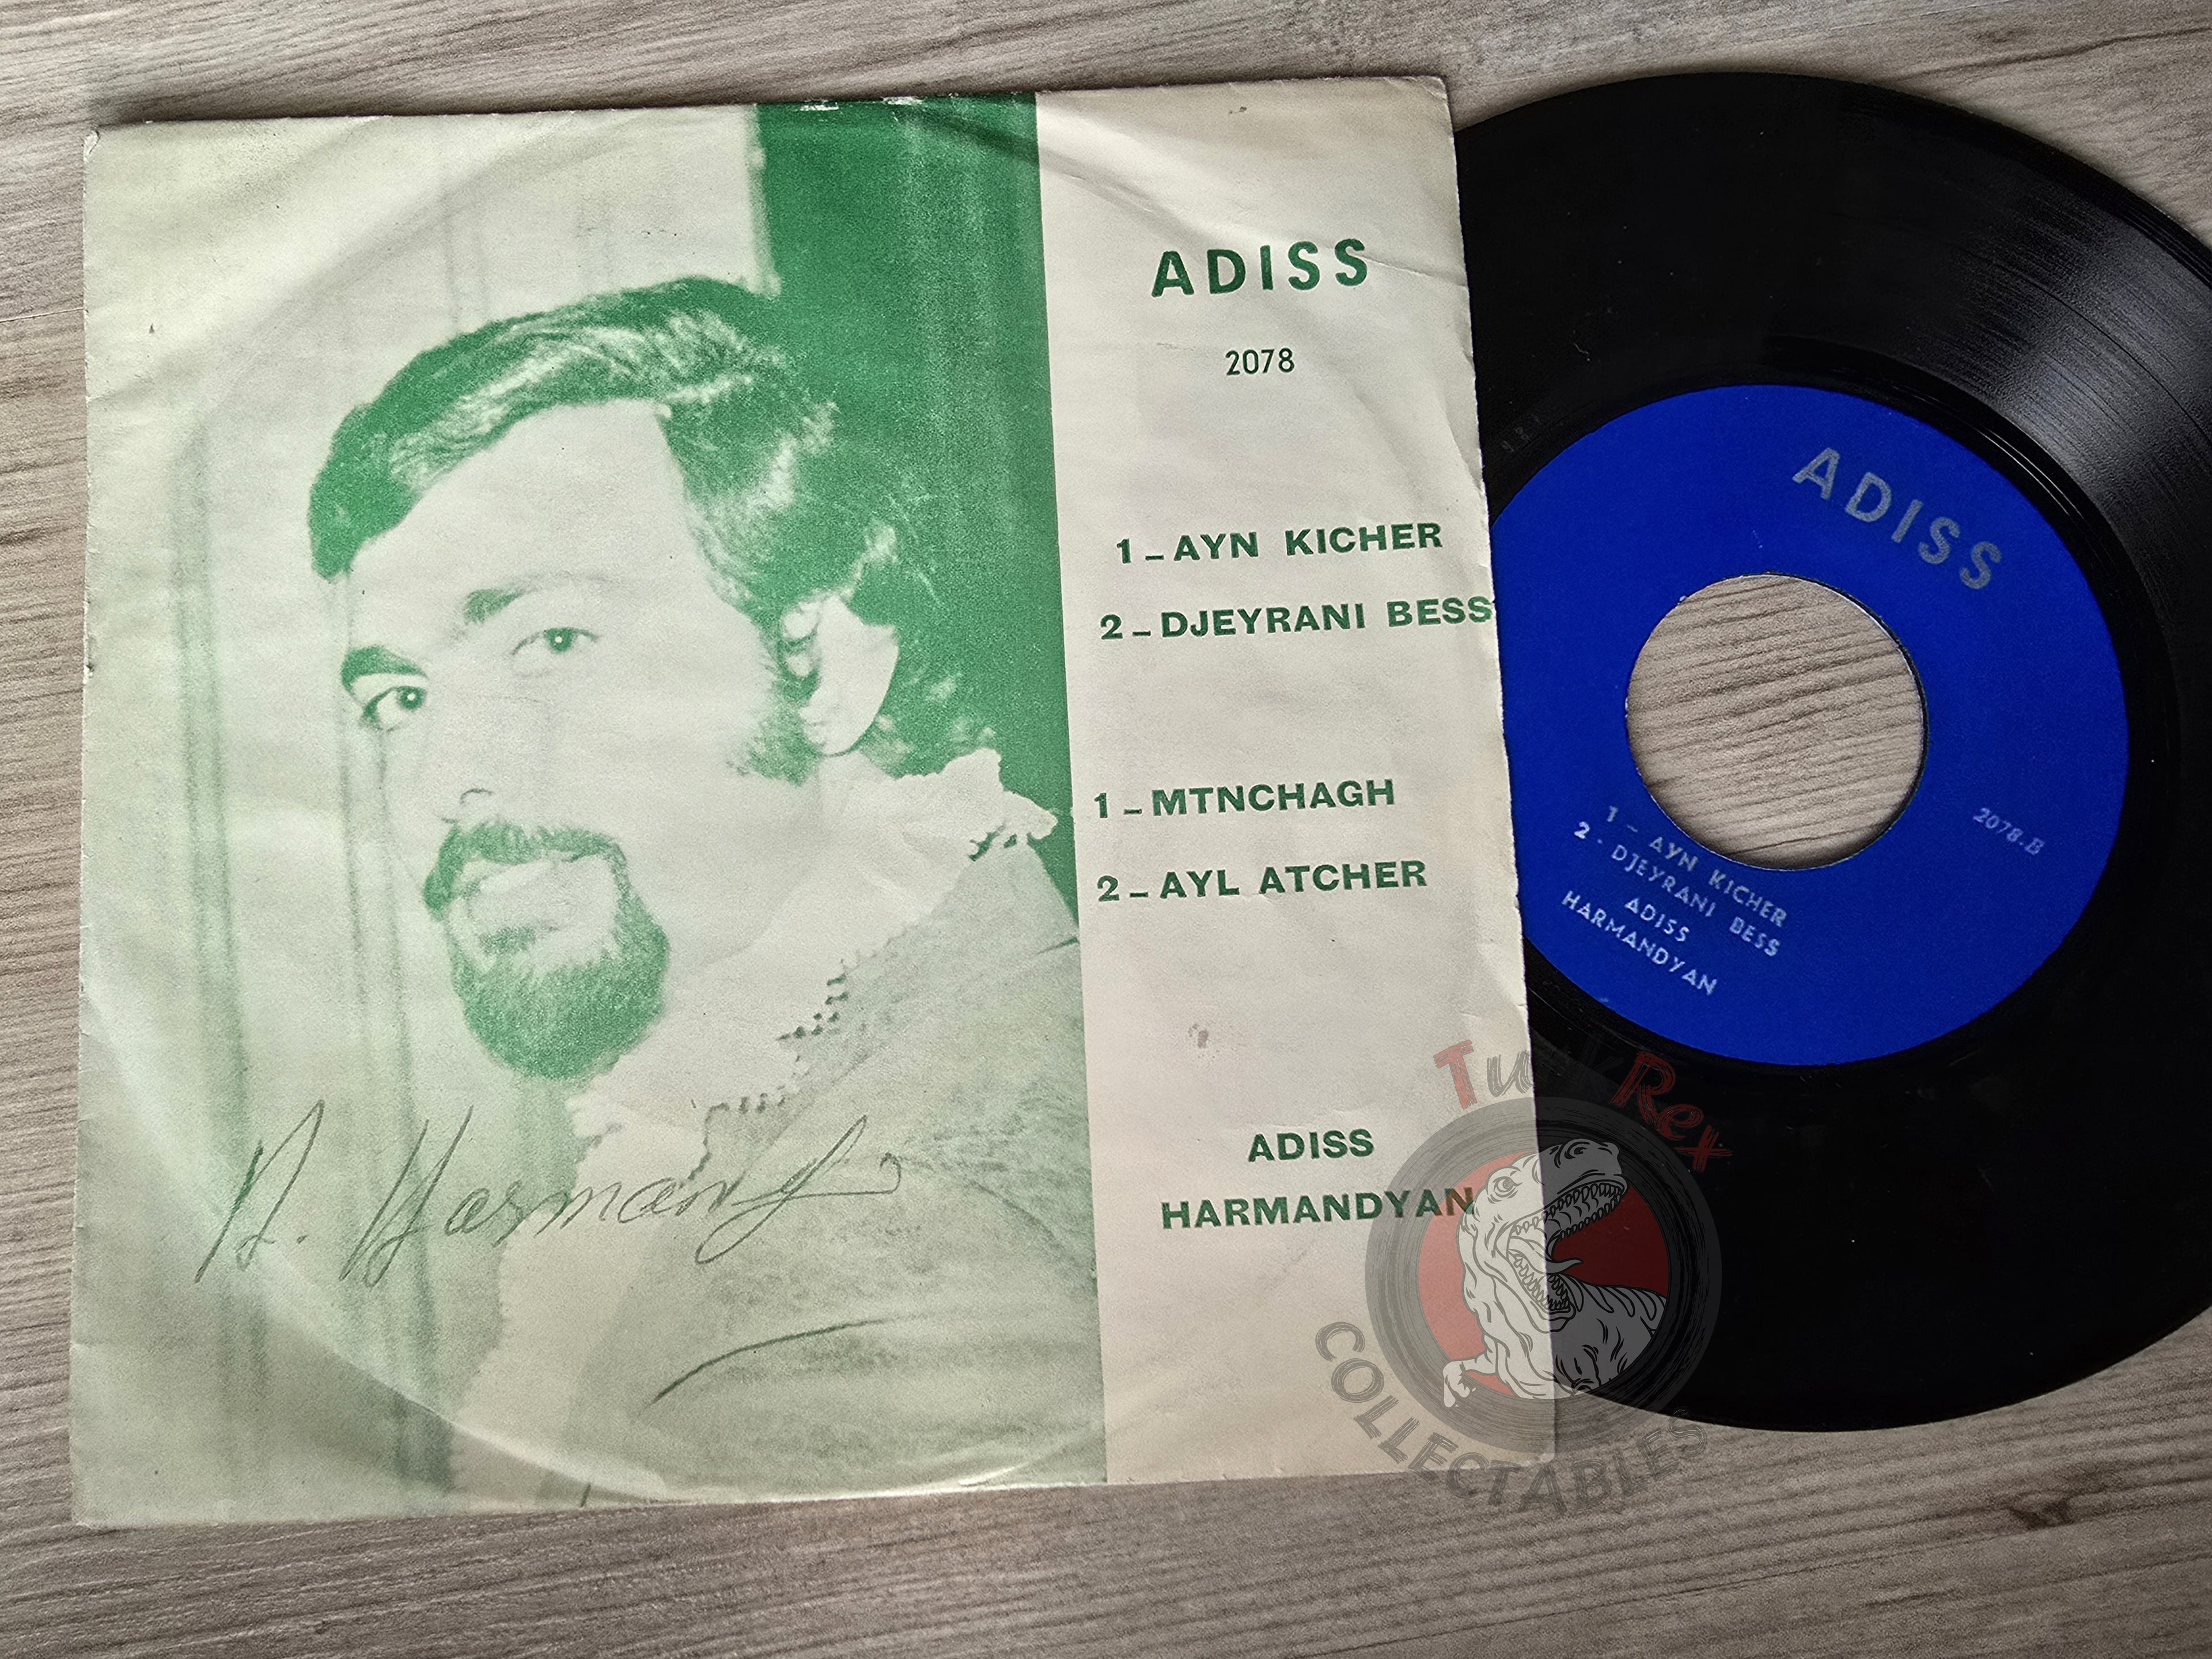 ADISS
2078
1 – AYN KICHER
2 – DJEYRANI BESS
1 – MTNCHAGH
2 – AYL ATCHER
ADISS
HARMANDYAN
ADISS
2078.B
1 – AYN KICHER
2 - DJEYRANI BESS
ADISS
HARMANDYAN
Rex
COLLECTABLES